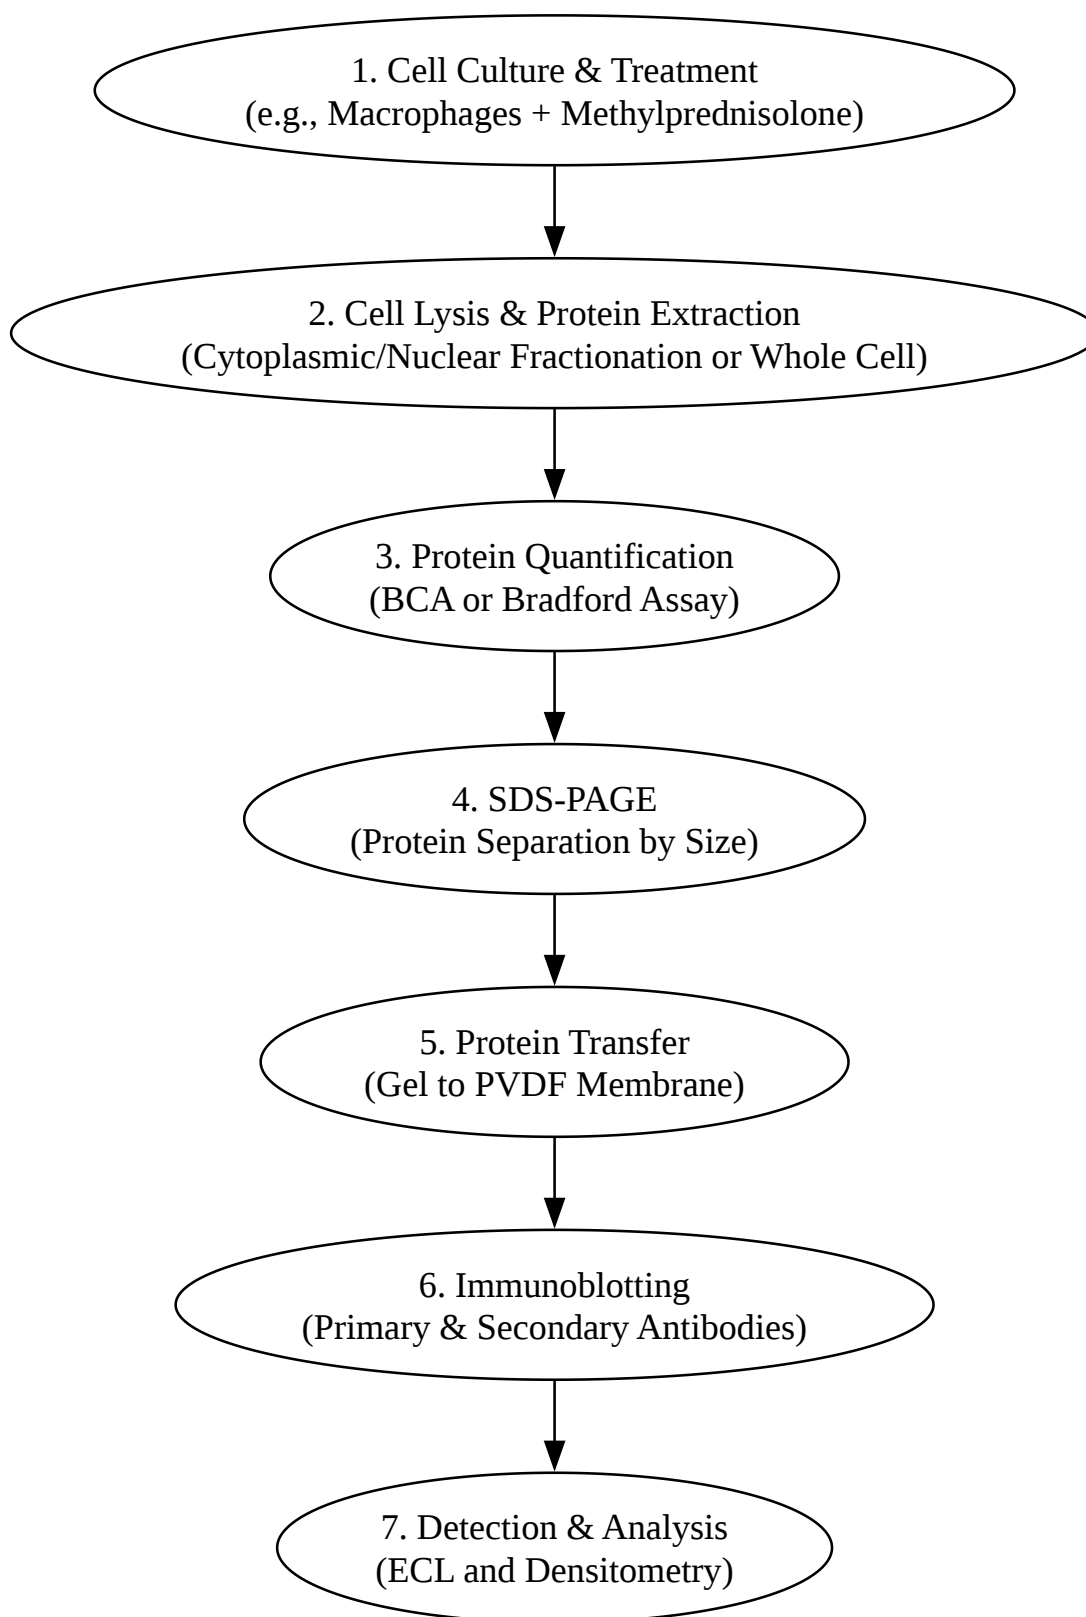 1. Cell Culture & Treatment
(e.g., Macrophages + Methylprednisolone)
2. Cell Lysis & Protein Extraction
(Cytoplasmic/Nuclear Fractionation or Whole Cell)
3. Protein Quantification
(BCA or Bradford Assay)
4. SDS-PAGE
(Protein Separation by Size)
5. Protein Transfer
(Gel to PVDF Membrane)
6. Immunoblotting
(Primary & Secondary Antibodies)
7. Detection & Analysis
(ECL and Densitometry)